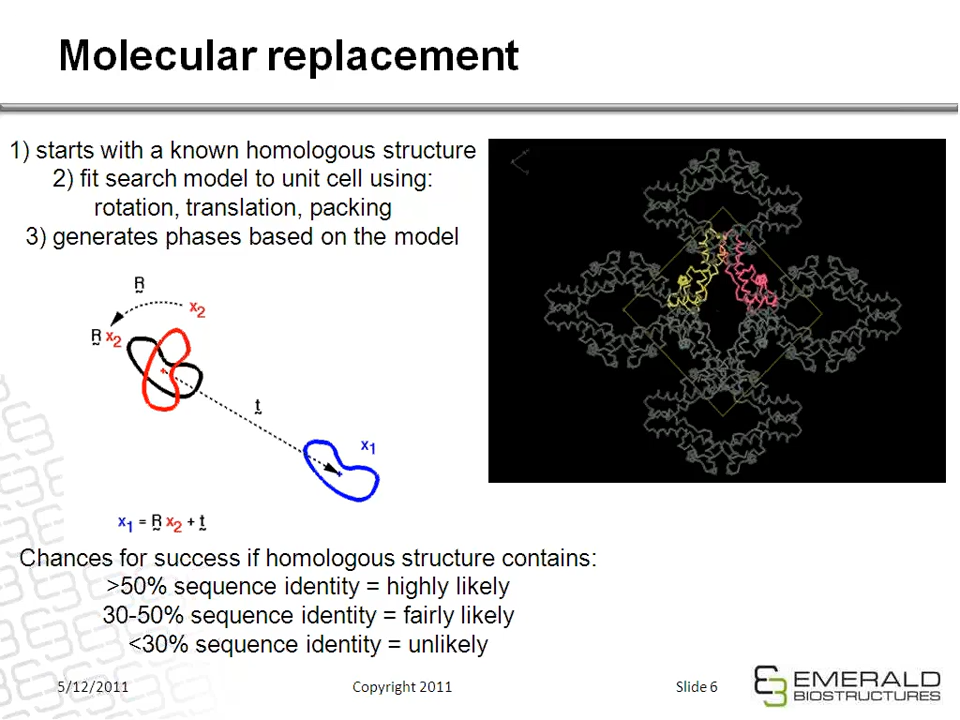 Molecular replacement
1) starts with a known homologous structure
2) fit search model to unit cell using:
rotation, translation, packing
3) generates phases based on the model
R
x2
R x2
t
x1
x1 = R x2 + t
Chances for success if homologous structure contains:
>50% sequence identity = highly likely
30-50% sequence identity = fairly likely
<30% sequence identity = unlikely
5/12/2011
Copyright 2011
Slide 6
EMERALD
BIOSTRUCTURES